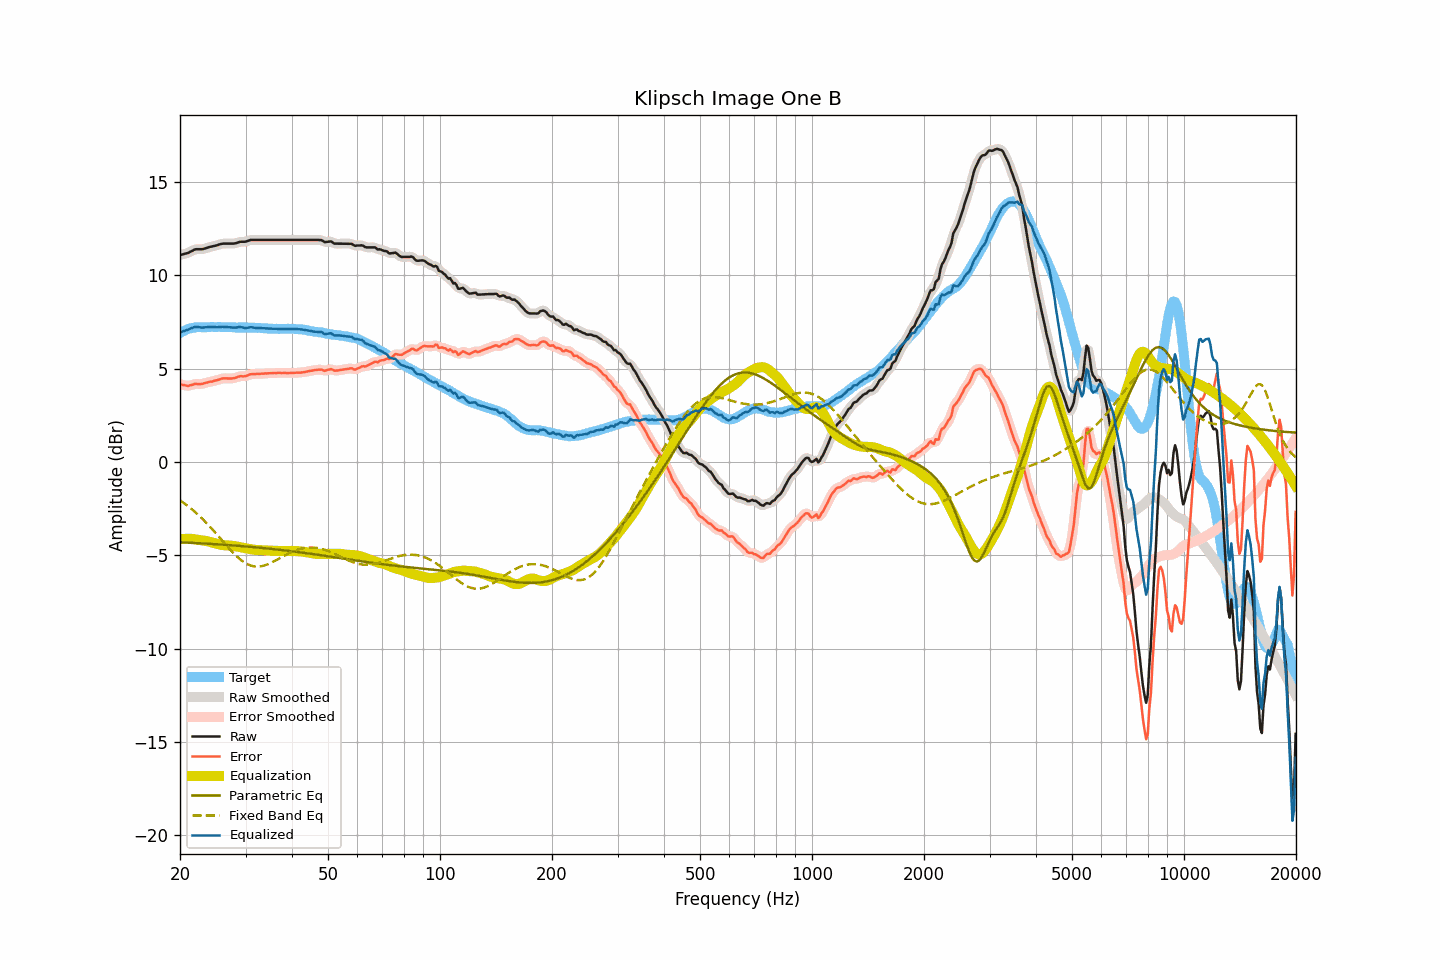 Klipsch Image One B
Amplitude (dBr)
15
10
5
0
−5
−10
−15
−20
Target
Raw Smoothed
Error Smoothed
Raw
Error
Equalization
Parametric Eq
Fixed Band Eq
Equalized
20 50 100 200 500 1000 2000 5000 10000 20000
Frequency (Hz)